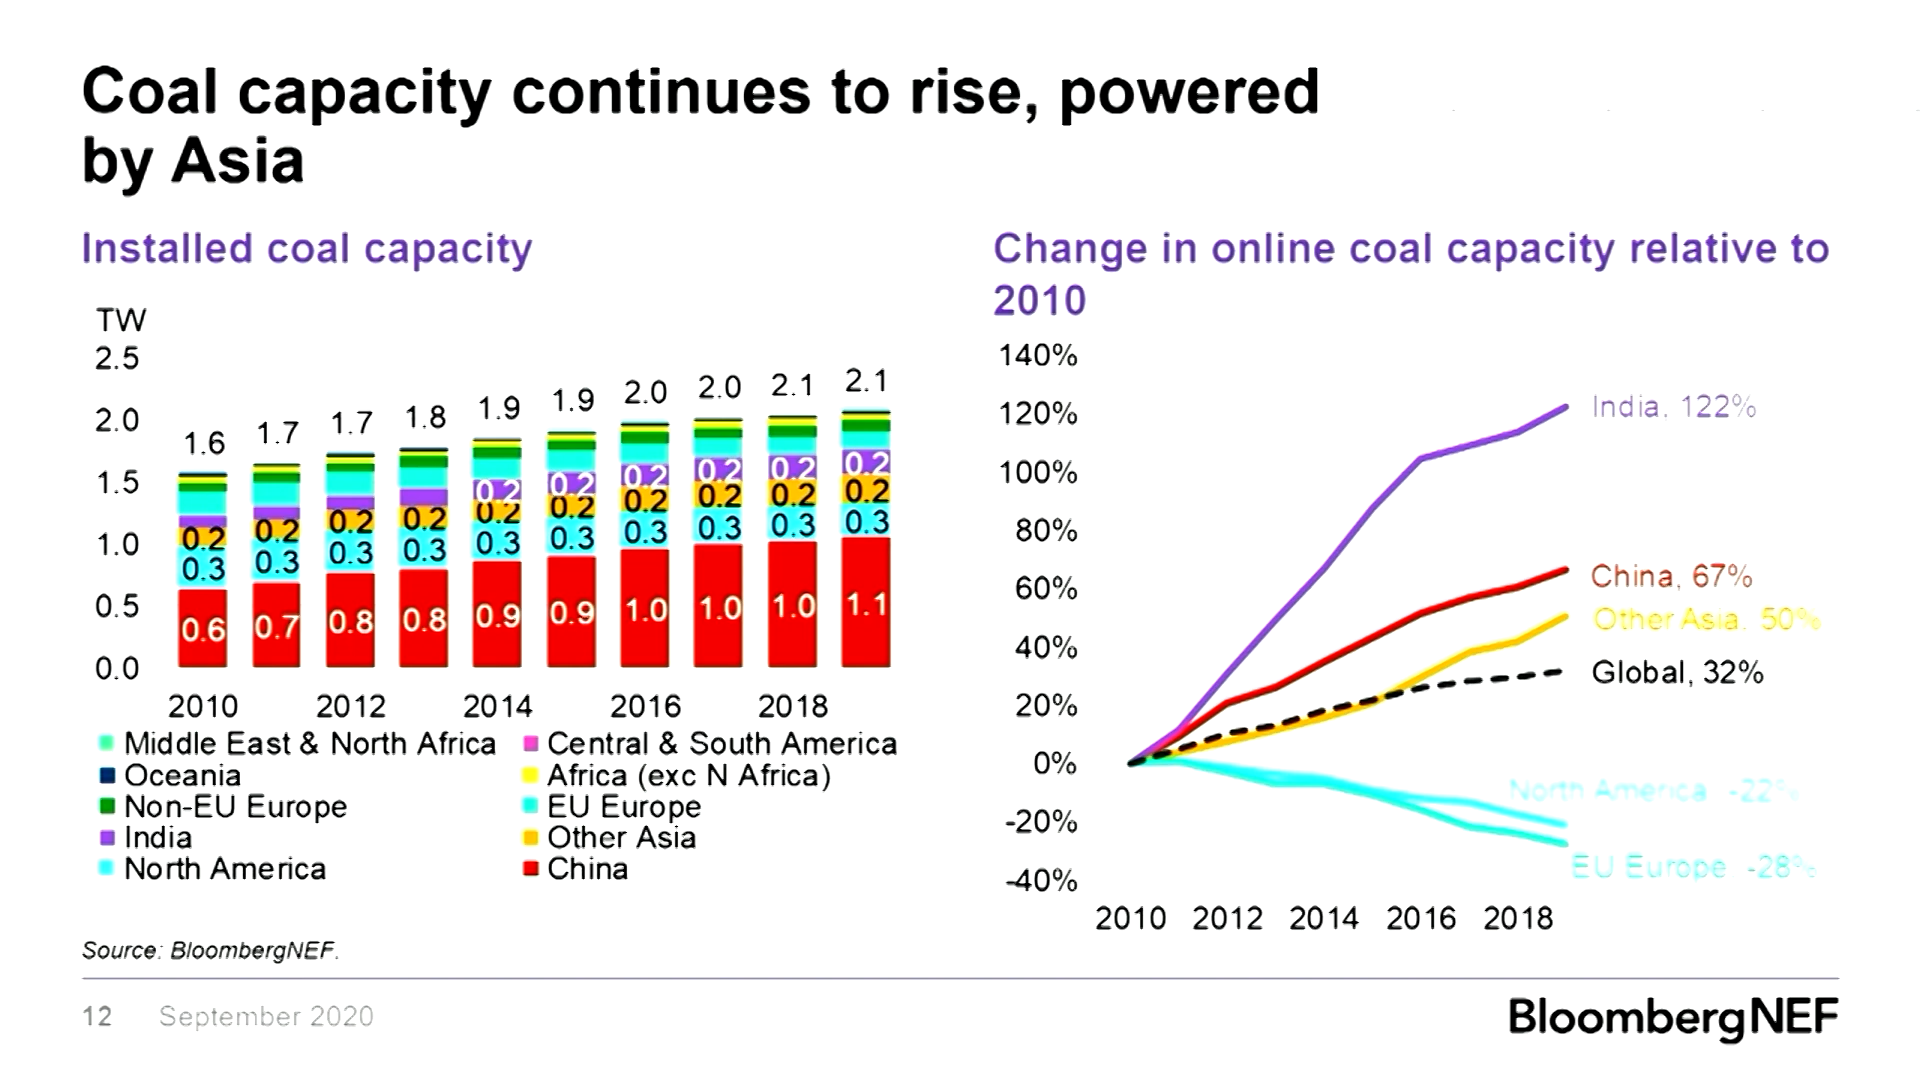 Coal capacity continues to rise, powered
by Asia
Installed coal capacity
TW
2.5
2.0
1.5
1.0
0.5
0.0
1.6 1.7 1.7 1.8 1.9 1.9 2.0 2.0 2.1 2.1
0.2 0.2 0.2 0.2 0.2 0.2
0.2 0.2 0.2 0.2 0.2 0.2 0.2 0.2 0.2 0.2
0.3 0.3 0.3 0.3 0.3 0.3 0.3 0.3 0.3 0.3
0.6 0.7 0.8 0.8 0.9 0.9 1.0 1.0 1.0 1.1
2010 2012 2014 2016 2018
Middle East & North Africa Central & South America
Oceania Africa (exc N Africa)
Non-EU Europe EU Europe
India Other Asia
North America China
Change in online coal capacity relative to
2010
140%
120%
100%
80%
60%
40%
20%
0%
-20%
-40%
India. 122%
China, 67%
Other Asia. 50%
Global, 32%
North America -22%
EU Europe -28%
2010 2012 2014 2016 2018
Source: BloombergNEF.
12 September 2020
BloombergNEF